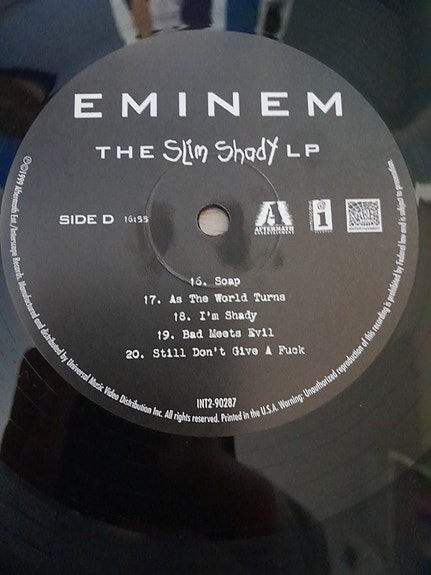 EMINEM
THE Slim Shady LP
SIDE D 16:55
AFTERMATH
ENTERTAINMENT
16. Soap
17. As The World Turns
18. I'm Shady
19. Bad Meets Evil
20. Still Don't Give A Fuck
INT2-90287
℗©1999 Aftermath Ent./Interscope Records. Manufactured and distributed by Universal Music Video Distribution Inc. All rights reserved. Printed in the U.S.A. Warning: Unauthorized reproduction of this recording is prohibited by Federal law and is subject to prosecution.